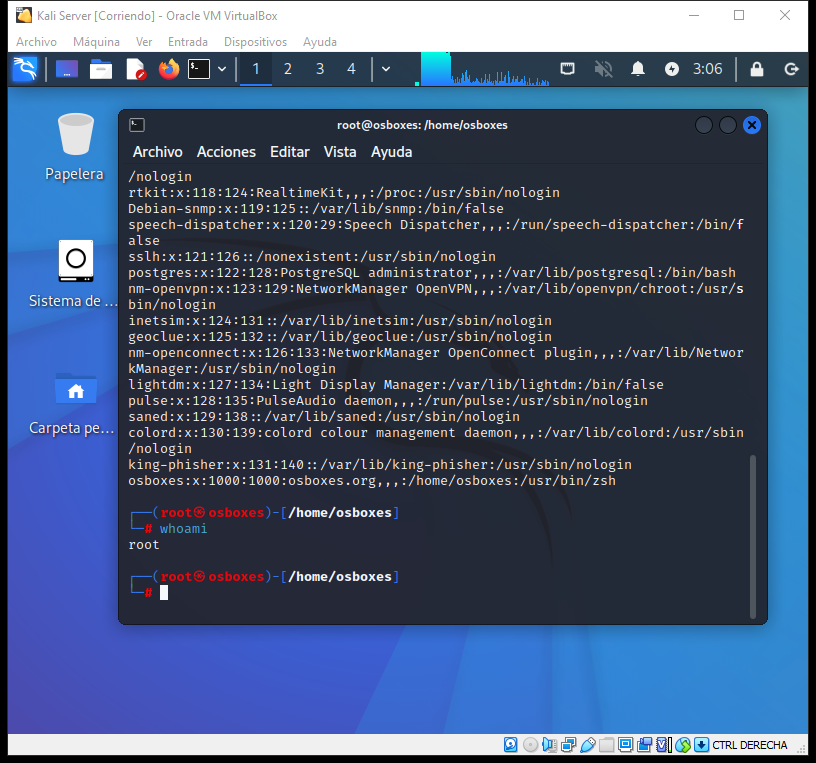 Kali Server [Corriendo] - Oracle VM VirtualBox
Archivo Máquina Ver Entrada Dispositivos Ayuda
1 2 3 4 3:06
Papelera
Sistema de ...
Carpeta pe...
root@osboxes: /home/osboxes
Archivo Acciones Editar Vista Ayuda
/nologin
rtkit:x:118:124:RealtimeKit,,,:/proc:/usr/sbin/nologin
Debian-snmp:x:119:125::/var/lib/snmp:/bin/false
speech-dispatcher:x:120:29:Speech Dispatcher,,,:/run/speech-dispatcher:/bin/f
alse
sslh:x:121:126::/nonexistent:/usr/sbin/nologin
postgres:x:122:128:PostgreSQL administrator,,,:/var/lib/postgresql:/bin/bash
nm-openvpn:x:123:129:NetworkManager OpenVPN,,,:/var/lib/openvpn/chroot:/usr/s
bin/nologin
inetsim:x:124:131::/var/lib/inetsim:/usr/sbin/nologin
geoclue:x:125:132::/var/lib/geoclue:/usr/sbin/nologin
nm-openconnect:x:126:133:NetworkManager OpenConnect plugin,,,:/var/lib/Networ
kManager:/usr/sbin/nologin
lightdm:x:127:134:Light Display Manager:/var/lib/lightdm:/bin/false
pulse:x:128:135:PulseAudio daemon,,,:/run/pulse:/usr/sbin/nologin
saned:x:129:138::/var/lib/saned:/usr/sbin/nologin
colord:x:130:139:colord colour management daemon,,,:/var/lib/colord:/usr/sbin
/nologin
king-phisher:x:131:140::/var/lib/king-phisher:/usr/sbin/nologin
osboxes:x:1000:1000:osboxes.org,,,:/home/osboxes:/usr/bin/zsh
┌──(root㉿osboxes)-[/home/osboxes]
└─# whoami
root
┌──(root㉿osboxes)-[/home/osboxes]
└─#
CTRL DERECHA